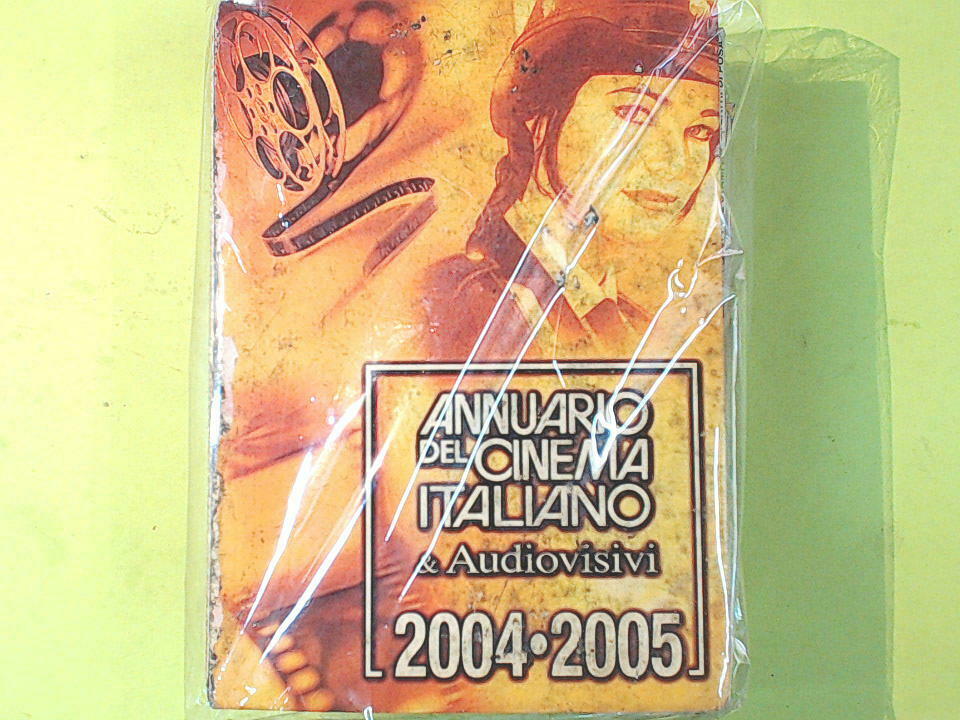 ANNUARIO
DEL CINEMA
ITALIANO
& Audiovisivi
2004•2005